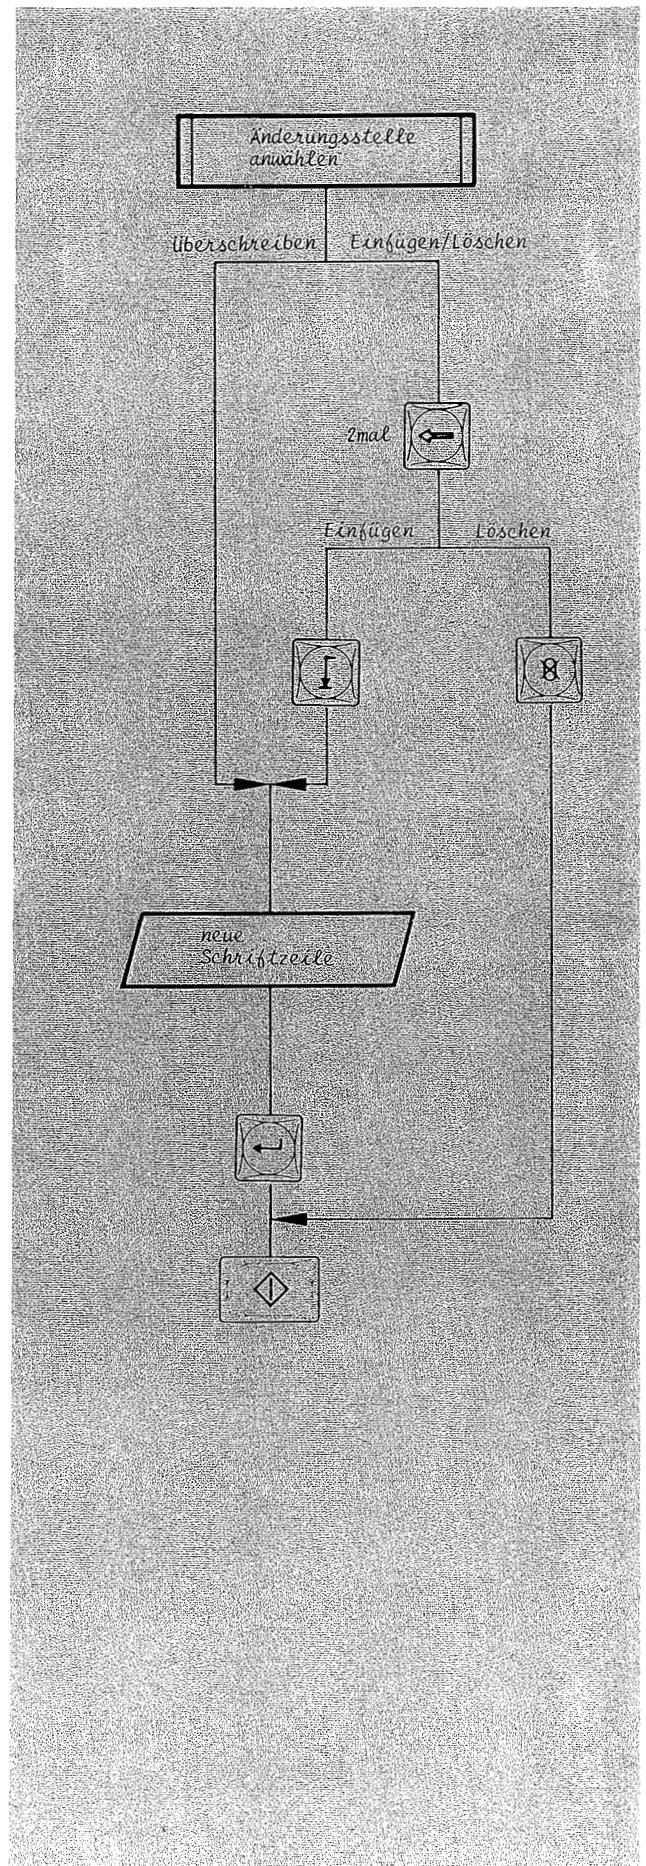 Änderungsstelle
anwählen
überschreiben
Einfügen/Löschen
2mal
Einfügen
Löschen
neue
Schriftzeile